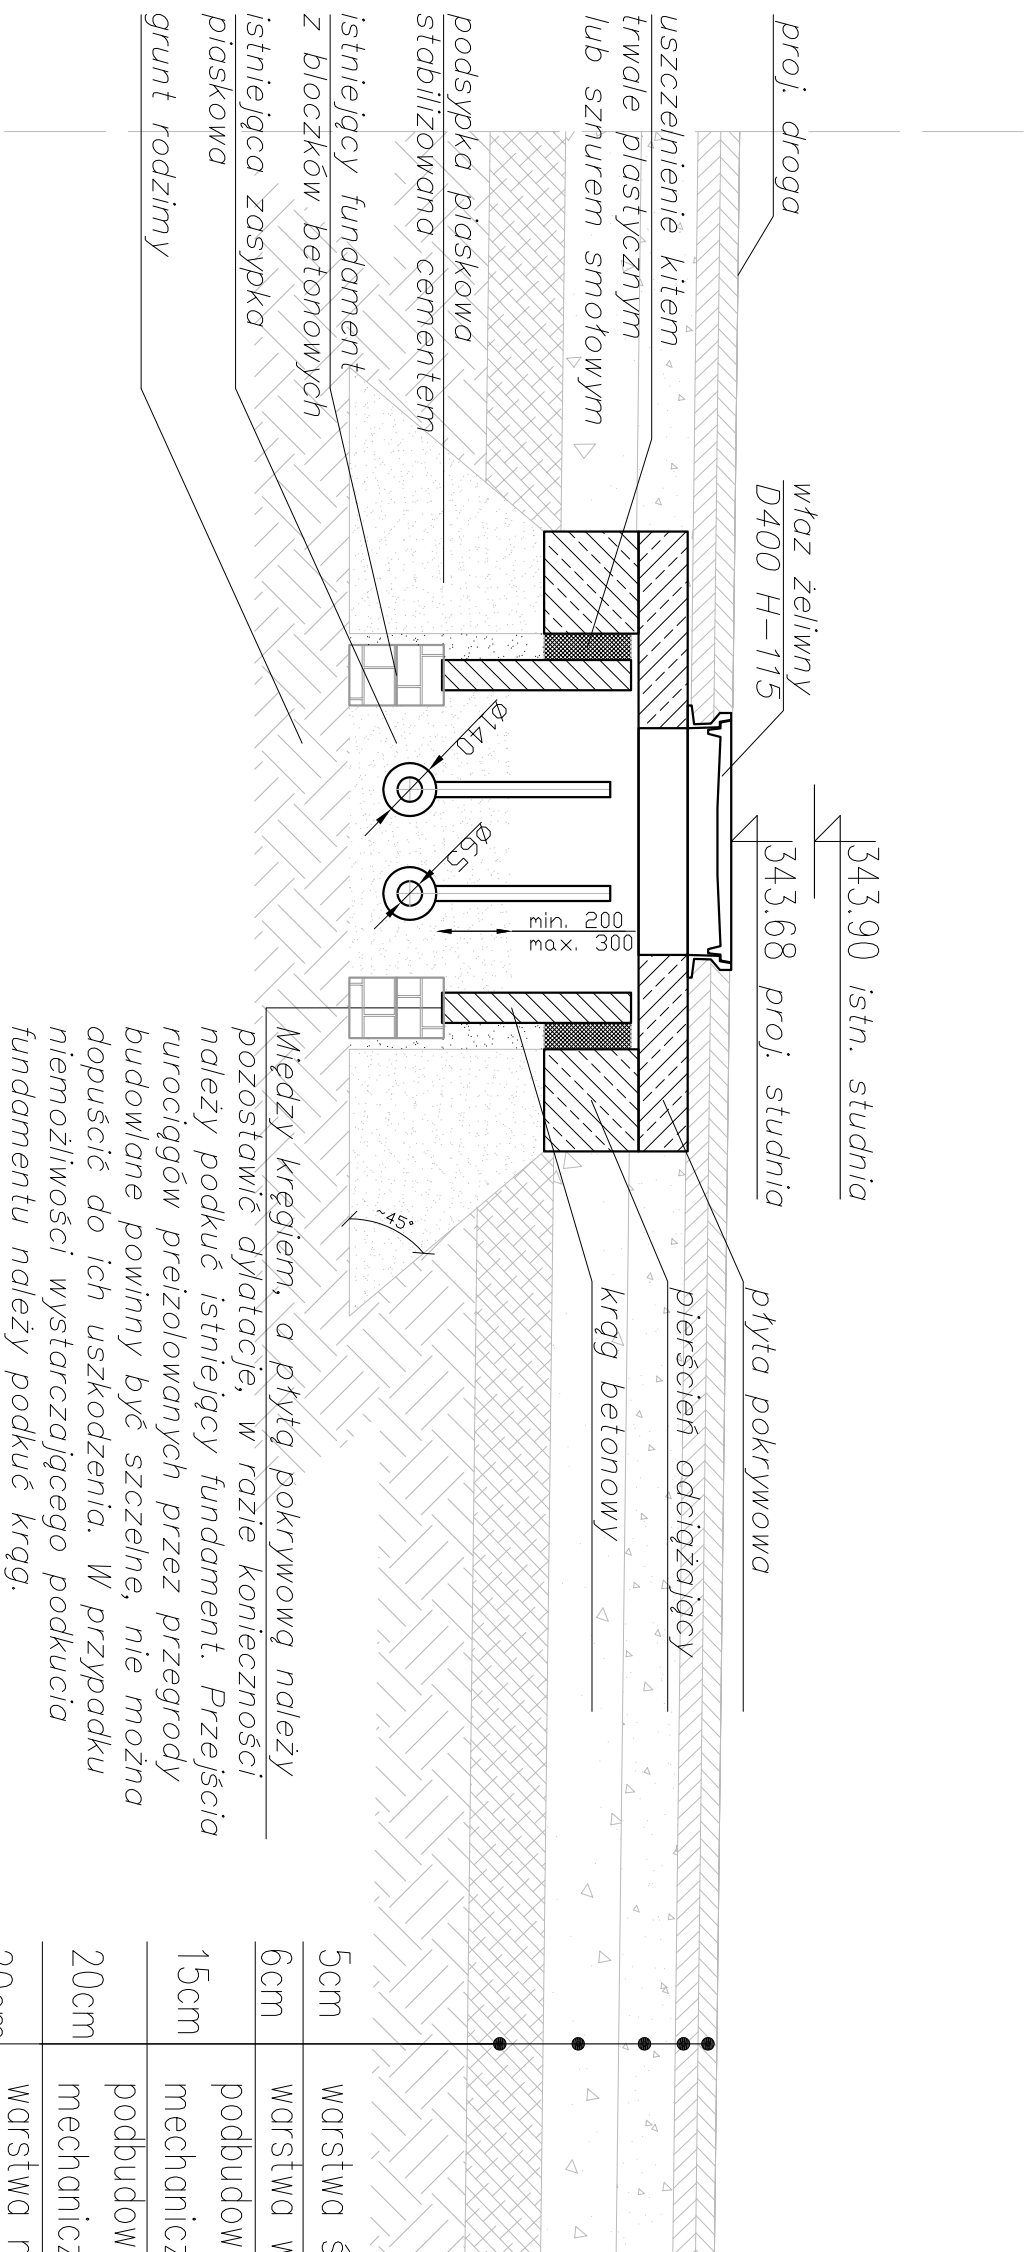 proj. droga
uszczelnienie kitem
trwale plastycznym
lub sznurem smołowym
podsypka piaskowa
stabilizowana cementem
istniejący fundament
z bloczków betonowych
istniejąca zasypka
piaskowa
grunt rodzimy
właz żeliwny
D400 H-115
343.90 istn. studnia
343.68 proj. studnia
Ø140
Ø65
min. 200
max. 300
~45°
płyta pokrywowa
pierścień odciążający
krąg betonowy
Między kręgiem, a płytą pokrywową należy
pozostawić dylatacje, w razie konieczności
należy podkuć istniejący fundament. Przejścia
rurociągów preizolowanych przez przegrody
budowlane powinny być szczelne, nie można
dopuścić do ich uszkodzenia. W przypadku
niemożliwości wystarczającego podkucia
fundamentu należy podkuć krąg.
5cm warstwa
6cm warstwa
podbudow
15cm mechanicz
podbudow
20cm mechanicz
warstwa